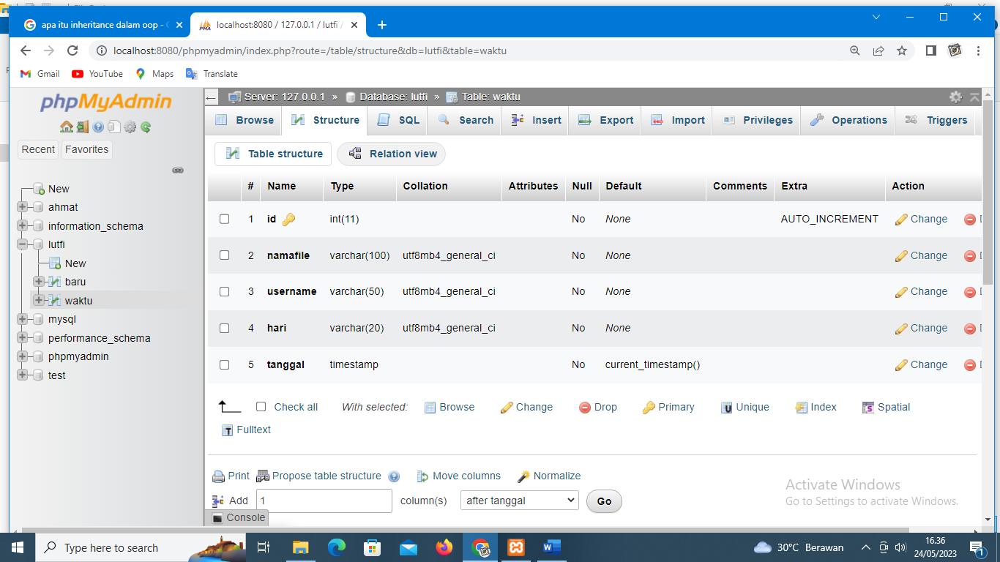 apa itu inheritance dalam oop -
localhost:8080 / 127.0.0.1 / lutfi /
localhost:8080/phpmyadmin/index.php?route=/table/structure&db=lutfi&table=waktu
Gmail YouTube Maps Translate
phpMyAdmin
Recent Favorites
New
ahmat
information_schema
lutfi
New
baru
waktu
mysql
performance_schema
phpmyadmin
test
Server: 127.0.0.1 » Database: lutfi » Table: waktu
Browse Structure SQL Search Insert Export Import Privileges Operations Triggers
Table structure Relation view
# Name Type Collation Attributes Null Default Comments Extra Action
1 id int(11) No None AUTO_INCREMENT Change
2 namafile varchar(100) utf8mb4_general_ci No None Change
3 username varchar(50) utf8mb4_general_ci No None Change
4 hari varchar(20) utf8mb4_general_ci No None Change
5 tanggal timestamp No current_timestamp() Change
Check all With selected: Browse Change Drop Primary Unique Index Spatial
Fulltext
Print Propose table structure Move columns Normalize
Add 1 column(s) after tanggal Go
Console
Activate Windows
Go to Settings to activate Windows.
Type here to search
30°C Berawan
16.36
24/05/2023
1